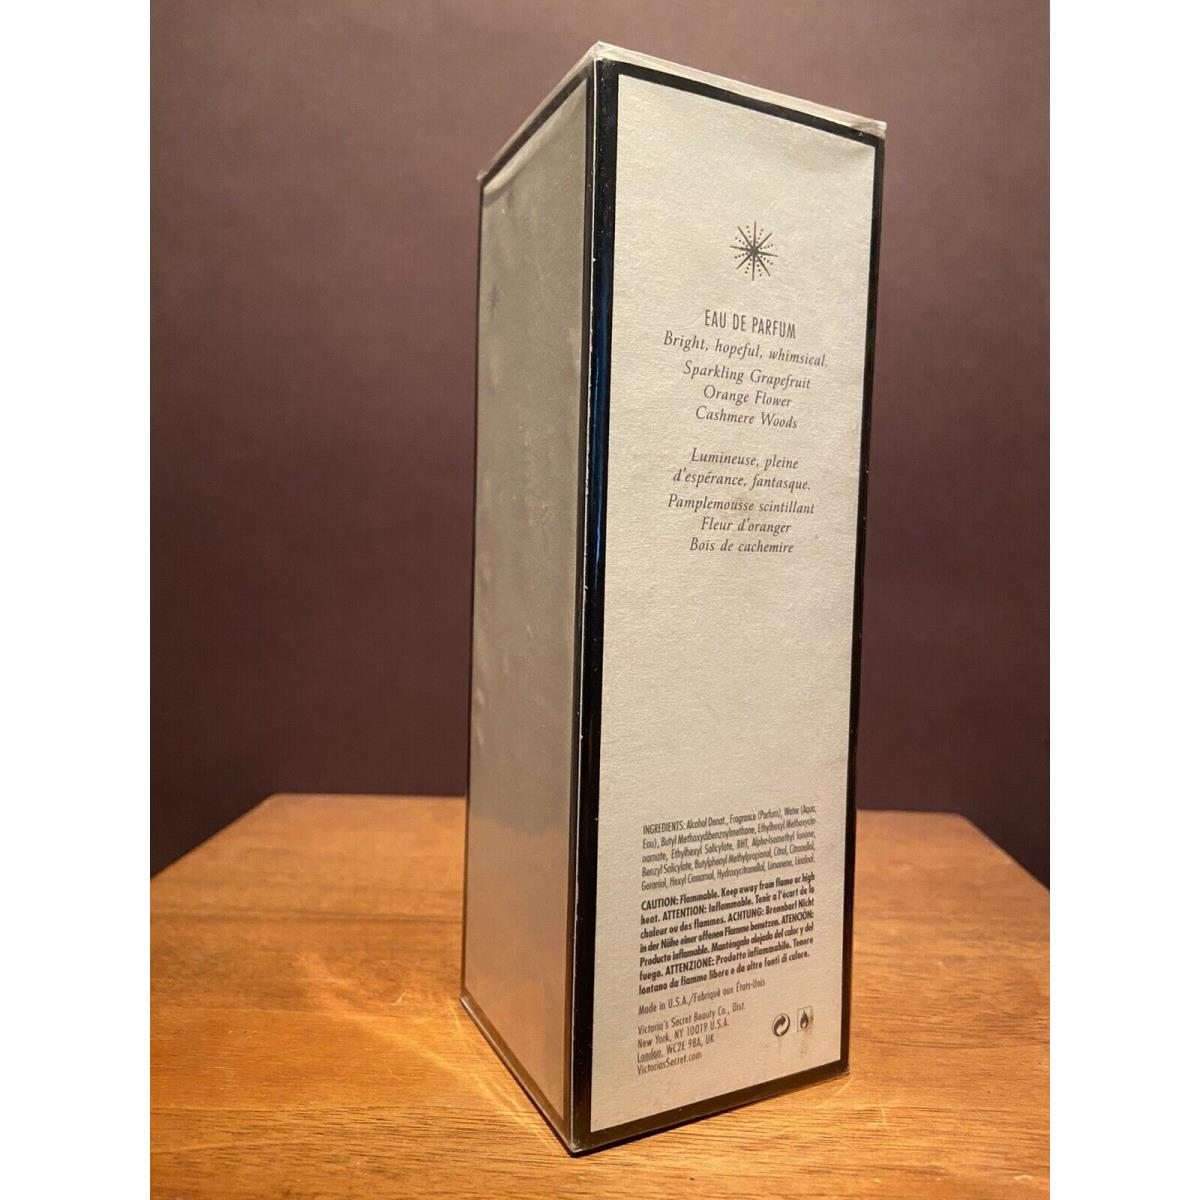 EAU DE PARFUM
Bright, hopeful, whimsical.
Sparkling Grapefruit
Orange Flower
Cashmere Woods
Lumineuse, pleine
d'espérance, fantasque.
Pamplemousse scintillant
Fleur d'oranger
Bois de cachemire
INGREDIENTS: Alcohol Denat., Fragrance (Parfum), Water (Aqua,
Eau), Butyl Methoxydibenzoylmethane, Ethylhexyl Methoxycin-
namate, Ethylhexyl Salicylate, BHT, Alpha-Isomethyl Ionone,
Benzyl Salicylate, Butylphenyl Methylpropional, Citral, Citronellol,
Geraniol, Hexyl Cinnamal, Hydroxycitronellal, Limonene, Linalool.
CAUTION: Flammable. Keep away from flame or high
heat. ATTENTION: Inflammable. Tenir a l'écart de la
chaleur ou des flammes. ACHTUNG: Brennbar! Nicht
in der Nähe einer offenen Flamme benutzen. ATENCIÓN:
Producto inflamable. Manténgalo alejado del calor y del
fuego. ATTENZIONE: Prodotto infiammabile. Tenere
lontano da fiamme libere o da altre fonti di calore.
Made in U.S.A./Fabriqué aux États-Unis
Victoria's Secret Beauty Co., Dist.
New York, NY 10019 U.S.A.
London, WC2E 9BA, UK
VictoriasSecret.com